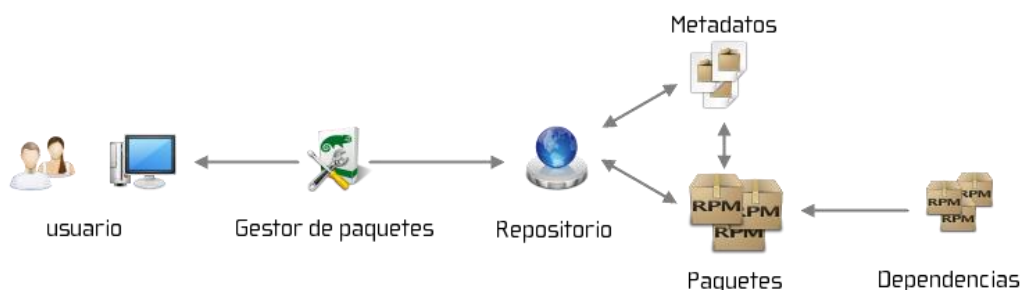 Metadatos
usuario
Gestor de paquetes
Repositorio
RPM
RPM
RPM
RPM
RPM
RPM
Paquetes
Dependencias